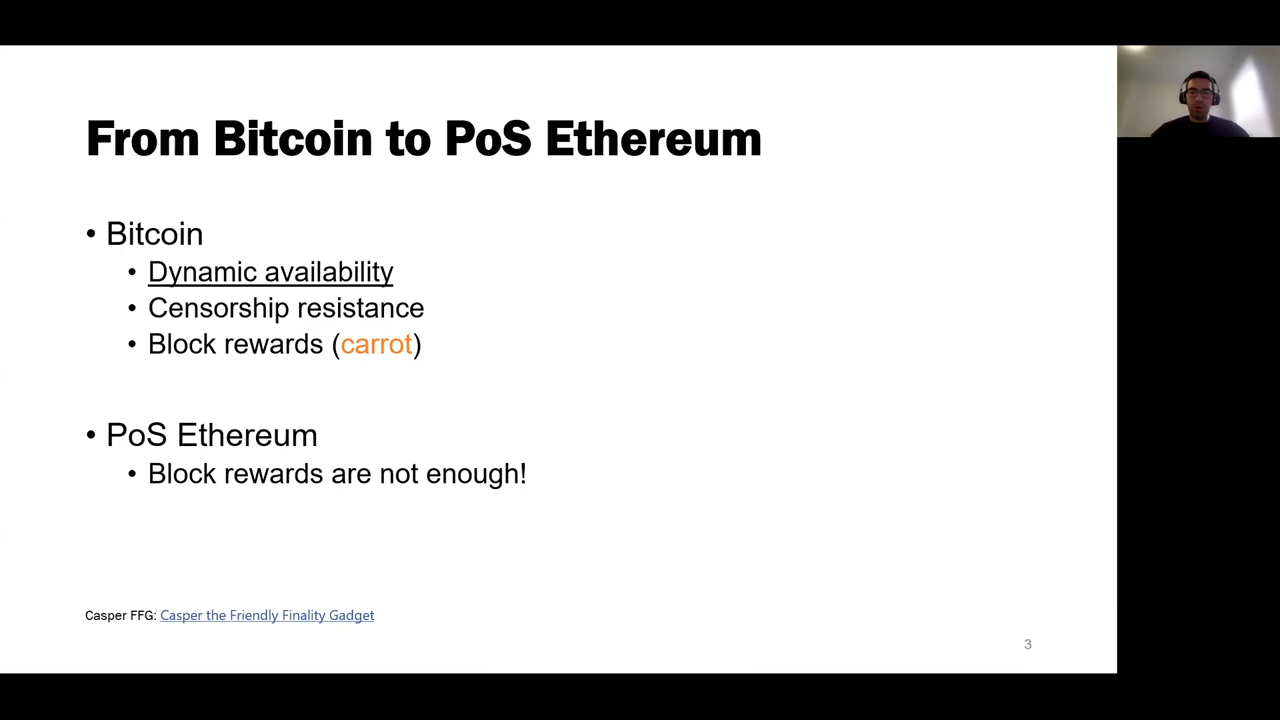 From Bitcoin to PoS Ethereum
• Bitcoin
• Dynamic availability
• Censorship resistance
• Block rewards (carrot)
• PoS Ethereum
• Block rewards are not enough!
Casper FFG: Casper the Friendly Finality Gadget
3